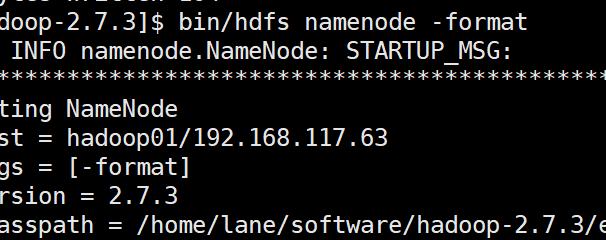 doop-2.7.3]$ bin/hdfs namenode -format
INFO namenode.NameNode: STARTUP_MSG:
************************************************
ting NameNode
st = hadoop01/192.168.117.63
gs = [-format]
rsion = 2.7.3
asspath = /home/lane/software/hadoop-2.7.3/e